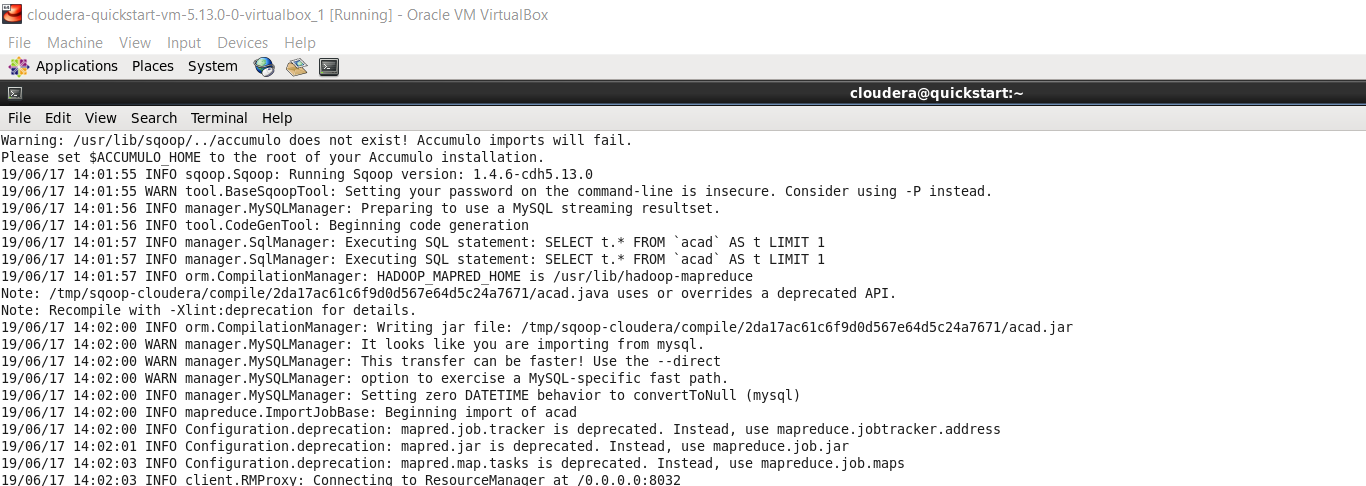 cloudera-quickstart-vm-5.13.0-0-virtualbox_1 [Running] - Oracle VM VirtualBox
File Machine View Input Devices Help
Applications Places System
cloudera@quickstart:~
File Edit View Search Terminal Help
Warning: /usr/lib/sqoop/../accumulo does not exist! Accumulo imports will fail.
Please set $ACCUMULO_HOME to the root of your Accumulo installation.
19/06/17 14:01:55 INFO sqoop.Sqoop: Running Sqoop version: 1.4.6-cdh5.13.0
19/06/17 14:01:55 WARN tool.BaseSqoopTool: Setting your password on the command-line is insecure. Consider using -P instead.
19/06/17 14:01:56 INFO manager.MySQLManager: Preparing to use a MySQL streaming resultset.
19/06/17 14:01:56 INFO tool.CodeGenTool: Beginning code generation
19/06/17 14:01:57 INFO manager.SqlManager: Executing SQL statement: SELECT t.* FROM `acad` AS t LIMIT 1
19/06/17 14:01:57 INFO manager.SqlManager: Executing SQL statement: SELECT t.* FROM `acad` AS t LIMIT 1
19/06/17 14:01:57 INFO orm.CompilationManager: HADOOP_MAPRED_HOME is /usr/lib/hadoop-mapreduce
Note: /tmp/sqoop-cloudera/compile/2da17ac61c6f9d0d567e64d5c24a7671/acad.java uses or overrides a deprecated API.
Note: Recompile with -Xlint:deprecation for details.
19/06/17 14:02:00 INFO orm.CompilationManager: Writing jar file: /tmp/sqoop-cloudera/compile/2da17ac61c6f9d0d567e64d5c24a7671/acad.jar
19/06/17 14:02:00 WARN manager.MySQLManager: It looks like you are importing from mysql.
19/06/17 14:02:00 WARN manager.MySQLManager: This transfer can be faster! Use the --direct
19/06/17 14:02:00 WARN manager.MySQLManager: option to exercise a MySQL-specific fast path.
19/06/17 14:02:00 INFO manager.MySQLManager: Setting zero DATETIME behavior to convertToNull (mysql)
19/06/17 14:02:00 INFO mapreduce.ImportJobBase: Beginning import of acad
19/06/17 14:02:00 INFO Configuration.deprecation: mapred.job.tracker is deprecated. Instead, use mapreduce.jobtracker.address
19/06/17 14:02:01 INFO Configuration.deprecation: mapred.jar is deprecated. Instead, use mapreduce.job.jar
19/06/17 14:02:03 INFO Configuration.deprecation: mapred.map.tasks is deprecated. Instead, use mapreduce.job.maps
19/06/17 14:02:03 INFO client.RMProxy: Connecting to ResourceManager at /0.0.0.0:8032